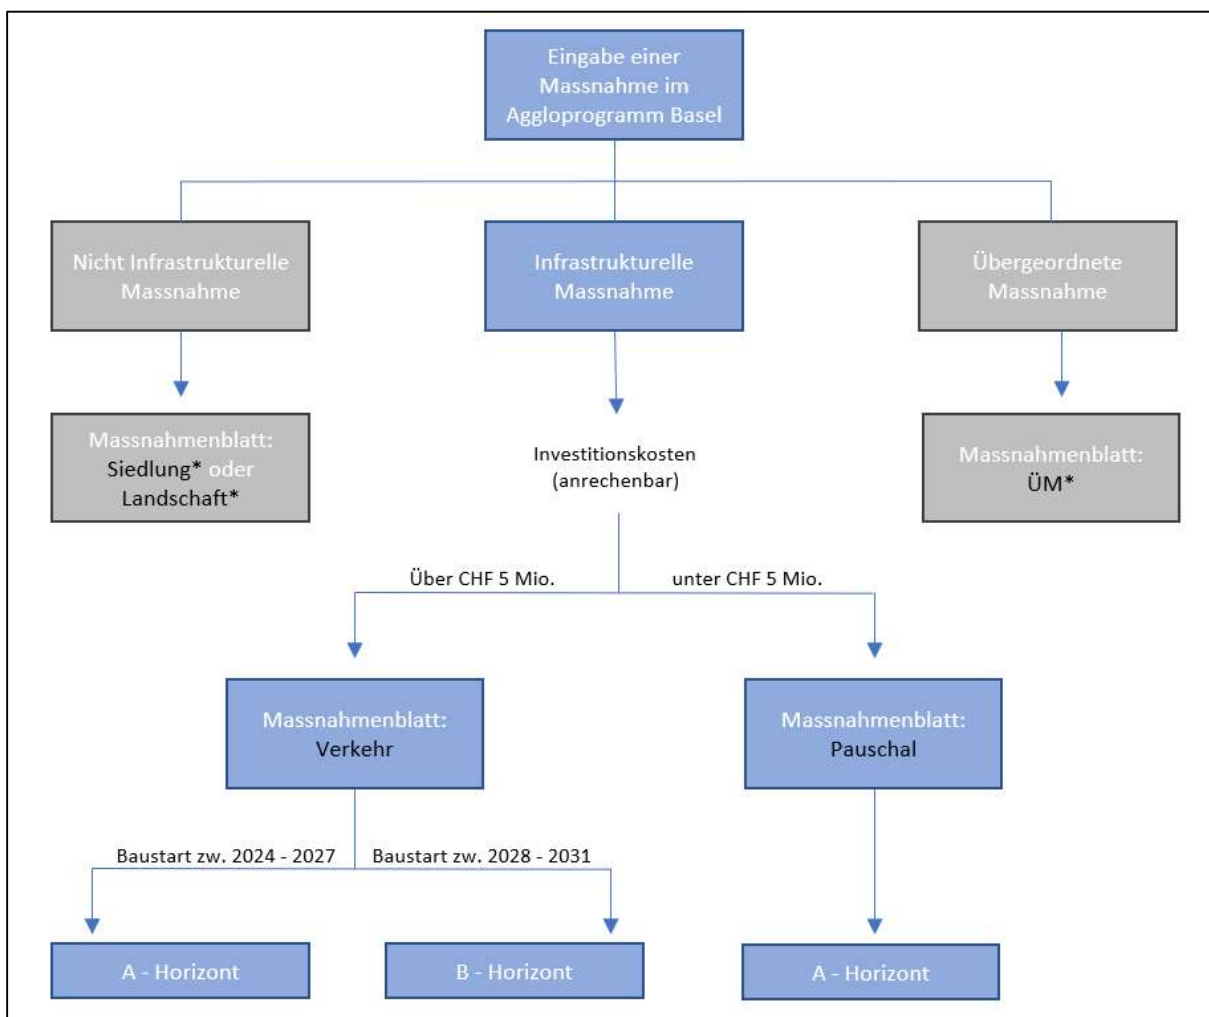 Eingabe einer
Massnahme im
Aggloprogramm Basel
Nicht Infrastrukturelle
Massnahme
Infrastrukturelle
Massnahme
Übergeordnete
Massnahme
Massnahmenblatt:
Siedlung* oder
Landschaft*
Investitionskosten
(anrechenbar)
Massnahmenblatt:
ÜM*
Über CHF 5 Mio.
unter CHF 5 Mio.
Massnahmenblatt:
Verkehr
Massnahmenblatt:
Pauschal
Baustart zw. 2024 - 2027
Baustart zw. 2028 - 2031
A - Horizont
B - Horizont
A - Horizont